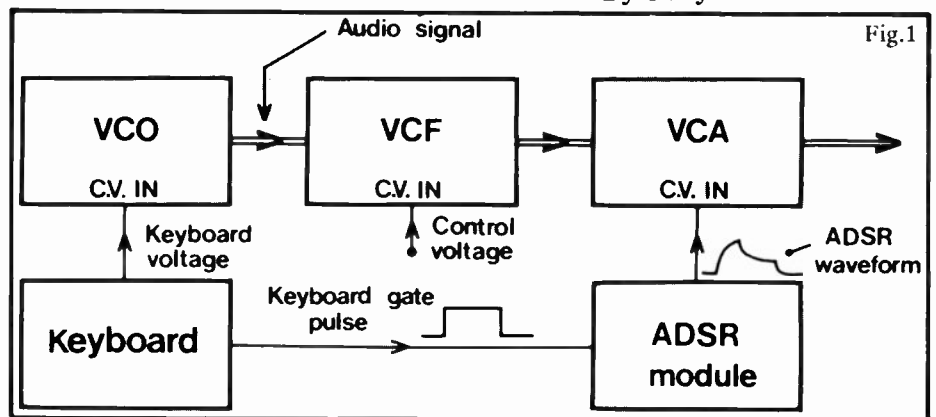 Audio signal
Fig.1
VCO
VCF
VCA
C.V. IN
C.V. IN
C.V. IN
Keyboard
voltage
Control
voltage
ADSR
waveform
Keyboard gate
pulse
Keyboard
ADSR
module